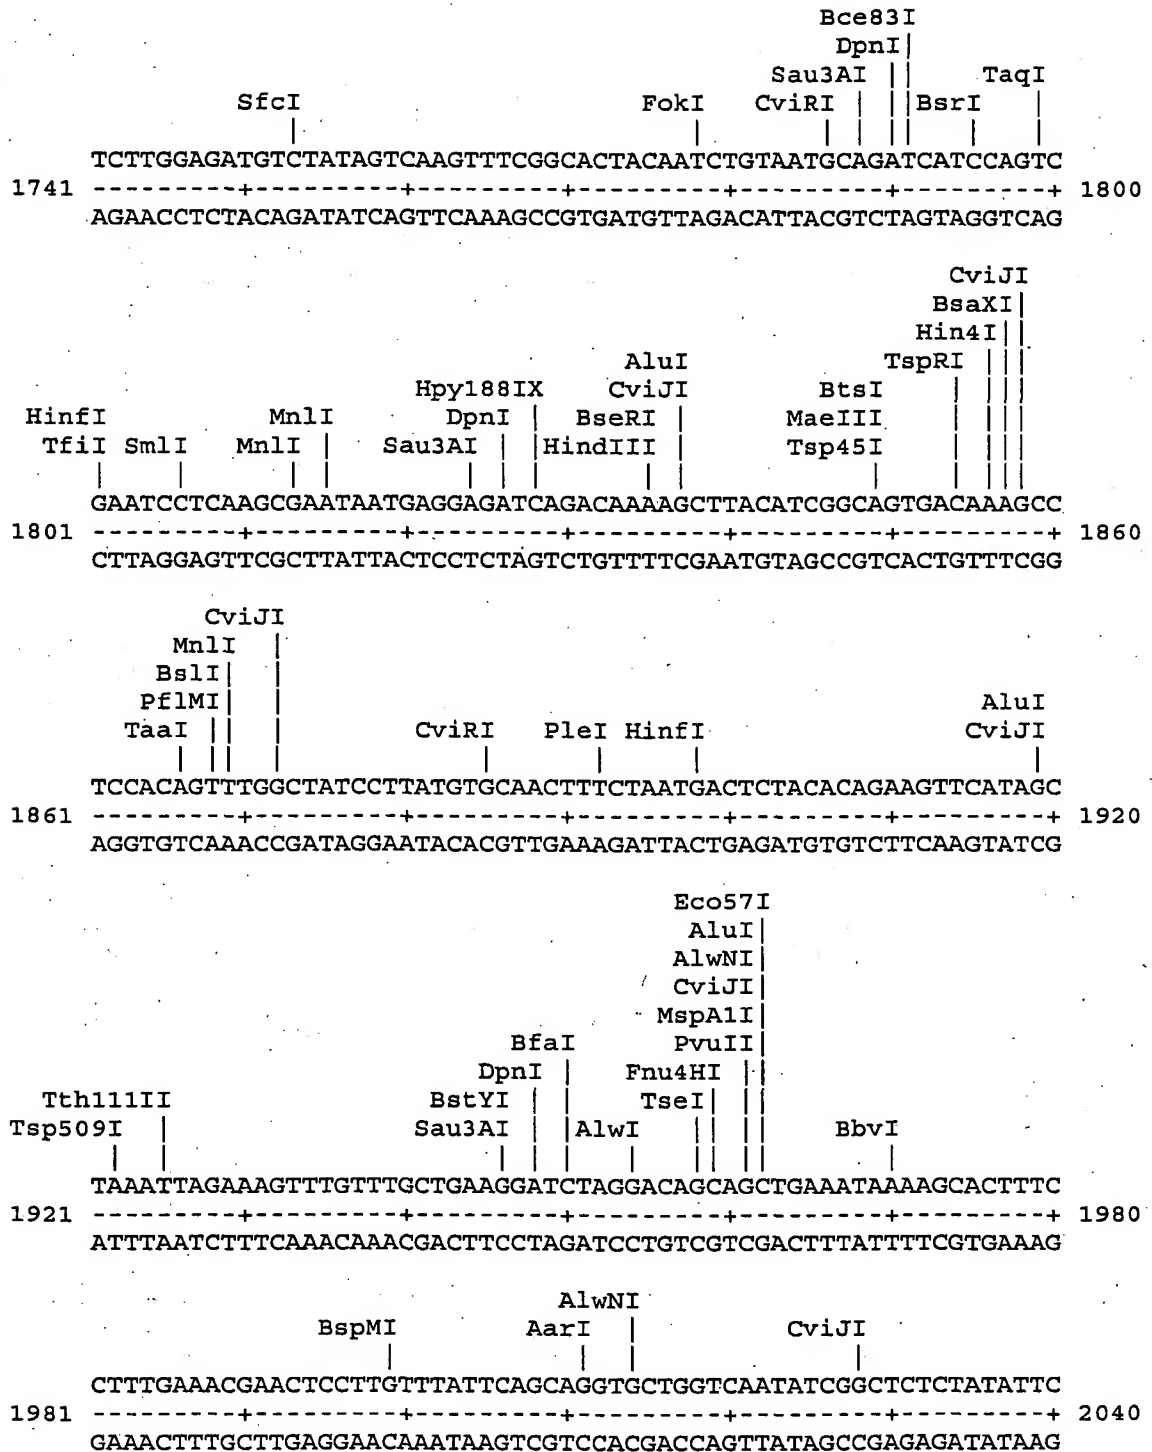 Bce83I
DpnI|
Sau3AI || TaqI
SfcI FokI CviRI | ||BsrI |
| | | | || | |
TCTTGGAGATGTCTATAGTCAAGTTTCGGCACTACAATCTGTAATGCAGATCATCCAGTC
1741 ---------+---------+---------+---------+---------+---------+ 1800
AGAACCTCTACAGATATCAGTTCAAAGCCGTGATGTTAGACATTACGTCTAGTAGGTCAG
CviJI
BsaXI|
Hin4I||
AluI TspRI |||
Hpy188IX CviJI BtsI | |||
HinfI MnlI DpnI | BseRI | MaeIII | |||
TfiI SmlI MnlI | Sau3AI | |HindIII | Tsp45I | |||
| | | | | | | | | | | |||
GAATCCTCAAGCGAATAATGAGGAGATCAGACAAAAGCTTACATCGGCAGTGACAAAGCC
1801 ---------+---------+---------+---------+---------+---------+ 1860
CTTAGGAGTTCGCTTATTACTCCTCTAGTCTGTTTTCGAATGTAGCCGTCACTGTTTCGG
CviJI
MnlI |
BslI| |
PflMI| | AluI
TaaI || | CviRI PleI HinfI CviJI
| || | | | | |
TCCACAGTTTGGCTATCCTTATGTGCAACTTTCTAATGACTCTACACAGAAGTTCATAGC
1861 ---------+---------+---------+---------+---------+---------+ 1920
AGGTGTCAAACCGATAGGAATACACGTTGAAAGATTACTGAGATGTGTCTTCAAGTATCG
Eco57I
AluI|
AlwNI|
CviJI|
MspA1I|
BfaI PvuII|
DpnI | Fnu4HI ||
Tth111II BstYI | | TseI| ||
Tsp509I | Sau3AI | |AlwI || || BbvI
| | | | | | || || |
TAAATTAGAAAGTTTGTTTGCTGAAGGATCTAGGACAGCAGCTGAAATAAAAGCACTTTC
1921 ---------+---------+---------+---------+---------+---------+ 1980
ATTTAATCTTTCAAACAAACGACTTCCTAGATCCTGTCGTCGACTTTATTTTCGTGAAAG
AlwNI
BspMI AarI | CviJI
| | | |
CTTTGAAACGAACTCCTTGTTTATTCAGCAGGTGCTGGTCAATATCGGCTCTCTATATTC
1981 ---------+---------+---------+---------+---------+---------+ 2040
GAAACTTTGCTTGAGGAACAAATAAGTCGTCCACGACCAGTTATAGCCGAGAGATATAAG